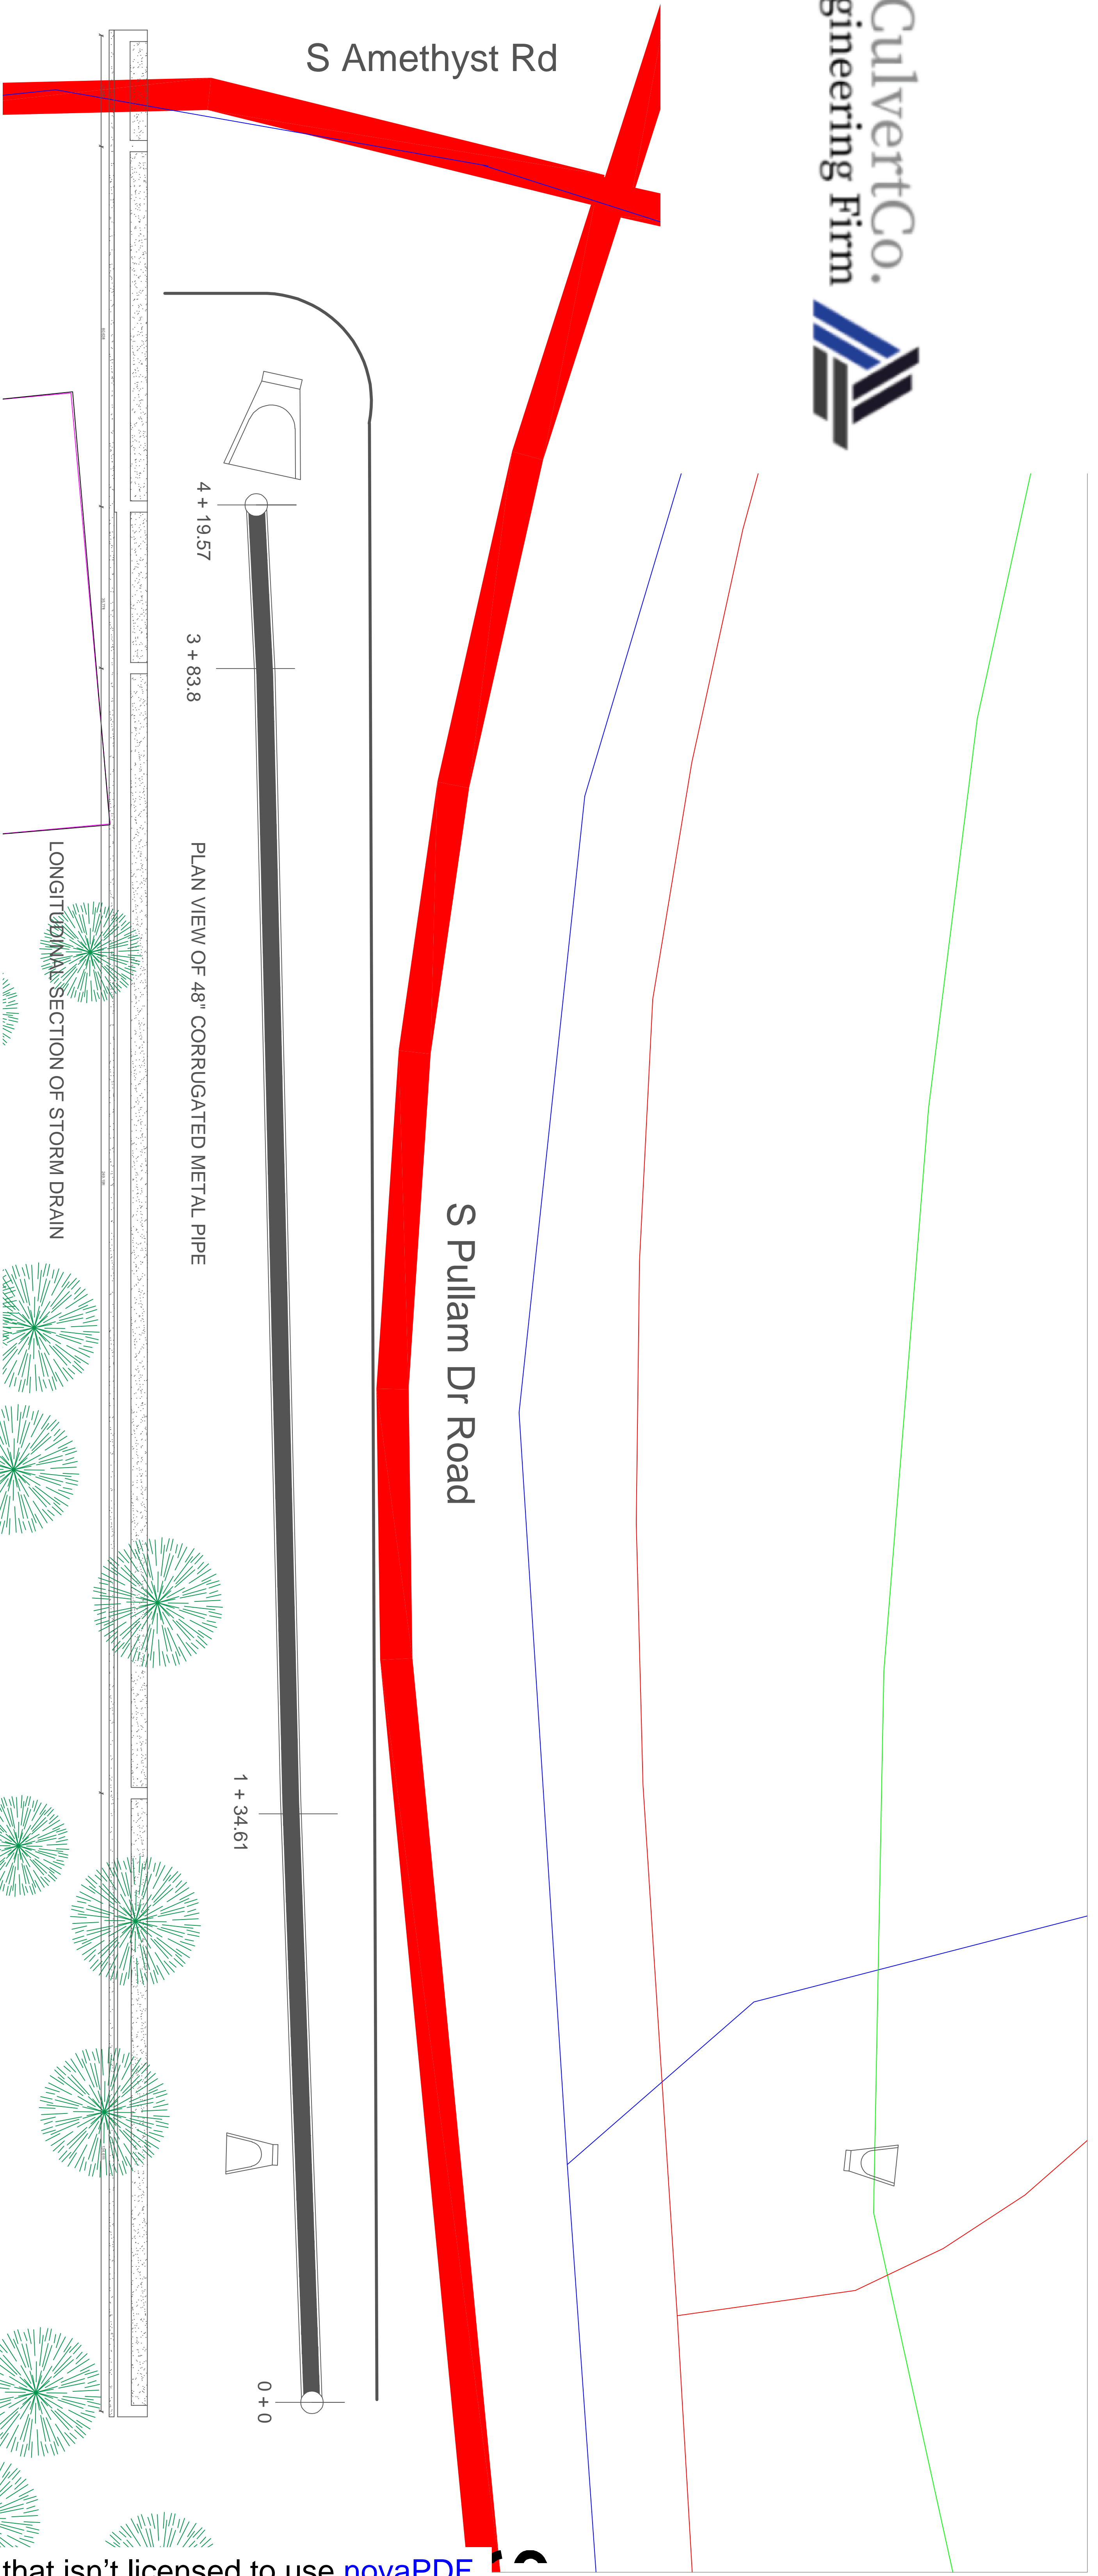 S Amethyst Rd
CulvertCo.
gineering Firm
4 + 19.57
3 + 83.8
PLAN VIEW OF 48" CORRUGATED METAL PIPE
LONGITUDINAL SECTION OF STORM DRAIN
S Pullam Dr Road
1 + 34.61
0 + 0
that isn't licensed to use novaPDF